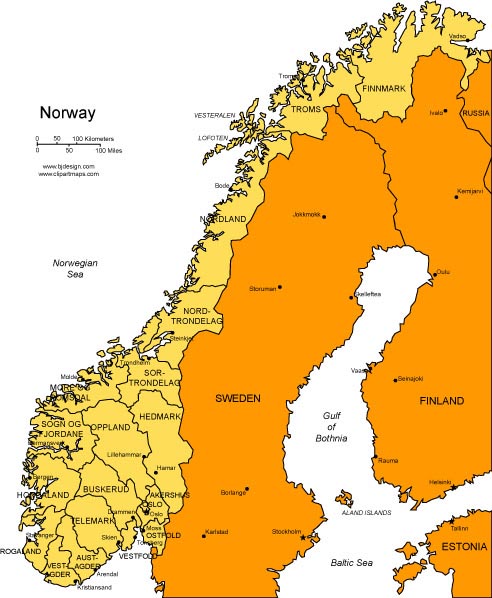 Vadso
FINNMARK
Troms
TROMS
Ivalo
RUSSIA
Norway
VESTERALEN
0 50 100 Kilometers
LOFOTEN
0 50 100 Miles
www.bjdesign.com
www.clipartmaps.com
Bodo
Kemijarvi
NORDLAND
Jokkmokk
Norwegian
Sea
Oulu
Storuman
Skelleftea
NORD-
TRONDELAG
Steinkjer
Trondheim
Vaasa
Molde
SOR-
TRONDELAG
Seinajoki
MORE OG
ROMSDAL
SWEDEN
FINLAND
HEDMARK
Gulf
of
Bothnia
SOGN OG
FJORDANE
OPPLAND
Hermansverk
Lillehammer
Rauma
Hamar
Bergen
BUSKERUD
Helsinki
HORDALAND
AKERSHUS
Borlange
ALAND ISLANDS
OSLO
Oslo
TELEMARK
Drammen
Moss
Tallinn
OSTFOLD
Karlstad
Stockholm
Stavanger
Skien
Tonsberg
ROGALAND
VESTFOLD
ESTONIA
AUST-
AGDER
VEST-
AGDER
Baltic Sea
Arendal
Kristiansand